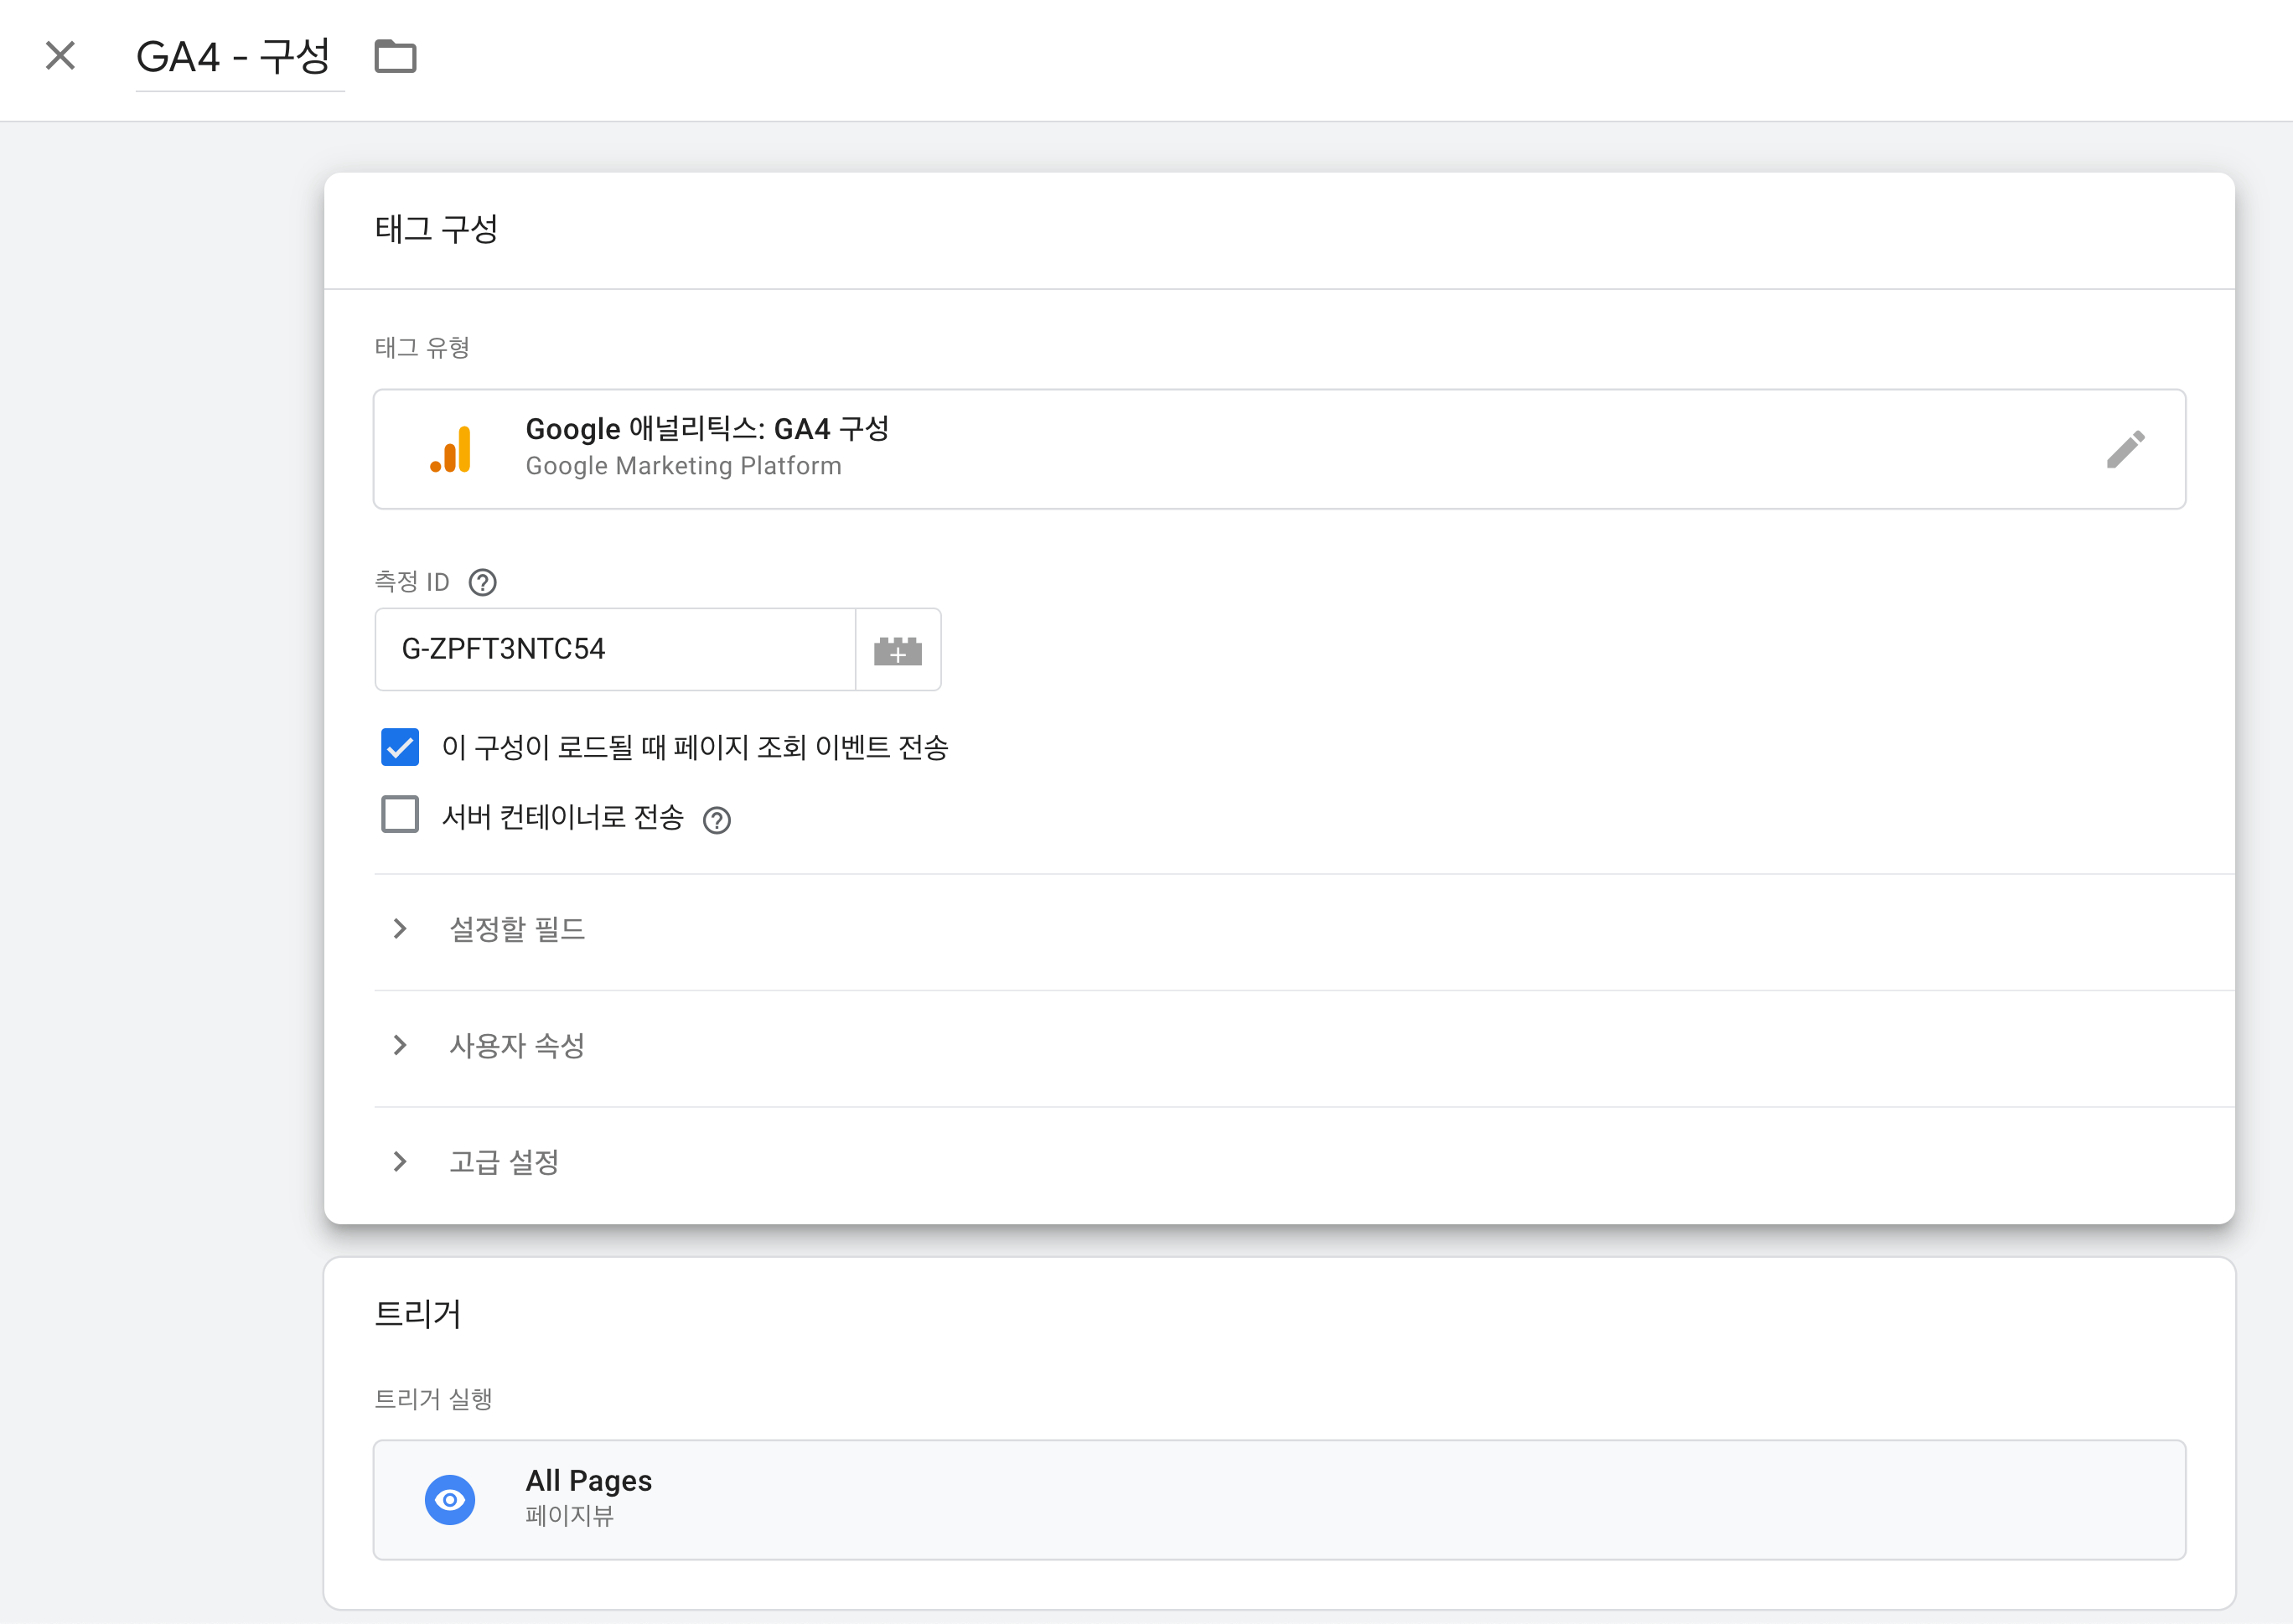 GA4 - 구성
태그 구성
태그 유형
Google 애널리틱스: GA4 구성
Google Marketing Platform
측정 ID
G-ZPFT3NTC54
이 구성이 로드될 때 페이지 조회 이벤트 전송
서버 컨테이너로 전송
설정할 필드
사용자 속성
고급 설정
트리거
트리거 실행
All Pages
페이지뷰